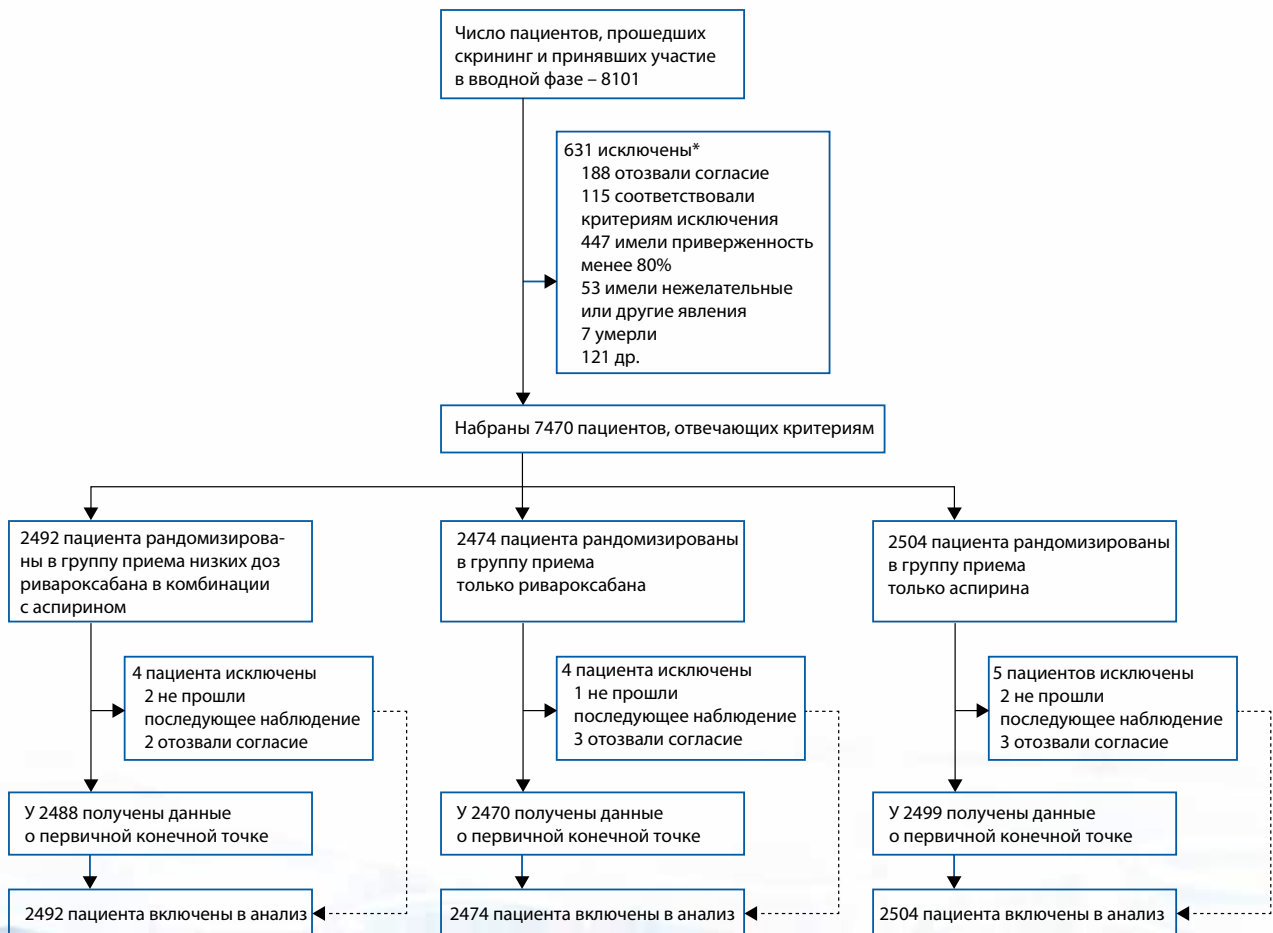 Число пациентов, прошедших
скрининг и принявших участие
в вводной фазе – 8101
631 исключены*
188 отозвали согласие
115 соответствовали
критериям исключения
447 имели приверженность
менее 80%
53 имели нежелательные
или другие явления
7 умерли
121 др.
Набраны 7470 пациентов, отвечающих критериям
2492 пациента рандомизирова-
ны в группу приема низких доз
ривароксабана в комбинации
с аспирином
2474 пациента рандомизированы
в группу приема
только ривароксабана
2504 пациента рандомизированы
в группу приема
только аспирина
4 пациента исключены
2 не прошли
последующее наблюдение
2 отозвали согласие
4 пациента исключены
1 не прошли
последующее наблюдение
3 отозвали согласие
5 пациентов исключены
2 не прошли
последующее наблюдение
3 отозвали согласие
У 2488 получены данные
о первичной конечной точке
У 2470 получены данные
о первичной конечной точке
У 2499 получены данные
о первичной конечной точке
2492 пациента включены в анализ
2474 пациента включены в анализ
2504 пациента включены в анализ